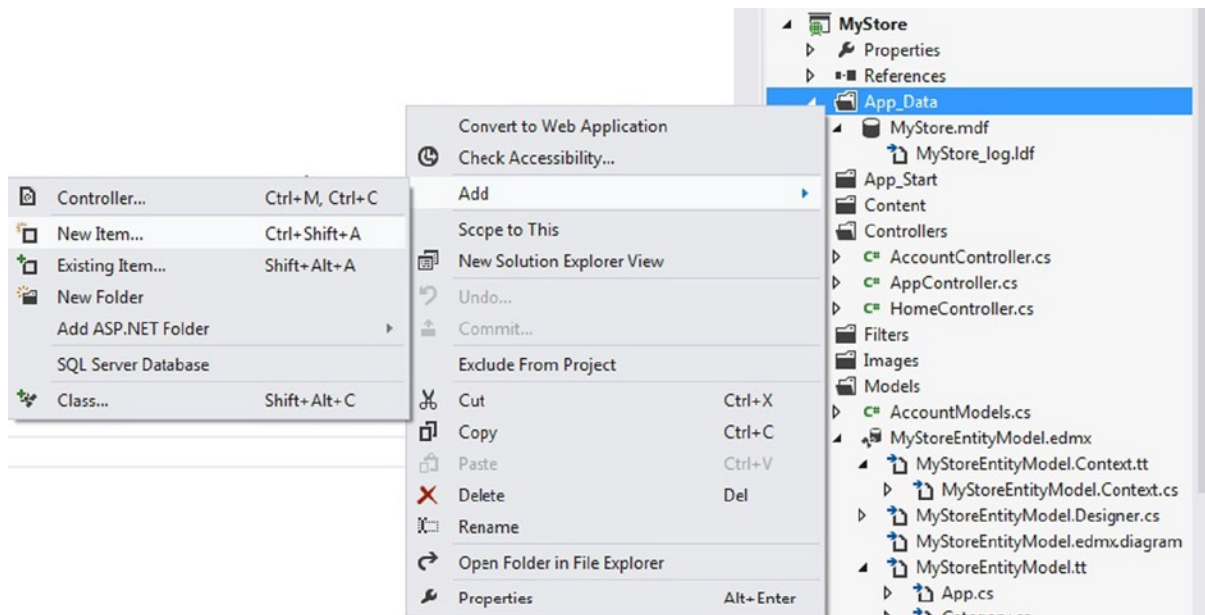 Controller... Ctrl+M, Ctrl+C
New Item... Ctrl+Shift+A
Existing Item... Shift+Alt+A
New Folder
Add ASP.NET Folder
SQL Server Database
Class... Shift+Alt+C
Convert to Web Application
Check Accessibility...
Add
Scope to This
New Solution Explorer View
Undo...
Commit...
Exclude From Project
Cut Ctrl+X
Copy Ctrl+C
Paste Ctrl+V
Delete Del
Rename
Open Folder in File Explorer
Properties Alt+Enter
MyStore
Properties
References
App_Data
MyStore.mdf
MyStore_log.ldf
App_Start
Content
Controllers
C# AccountController.cs
C# AppController.cs
C# HomeController.cs
Filters
Images
Models
C# AccountModels.cs
MyStoreEntityModel.edmx
MyStoreEntityModel.Context.tt
MyStoreEntityModel.Context.cs
MyStoreEntityModel.Designer.cs
MyStoreEntityModel.edmx.diagram
MyStoreEntityModel.tt
App.cs